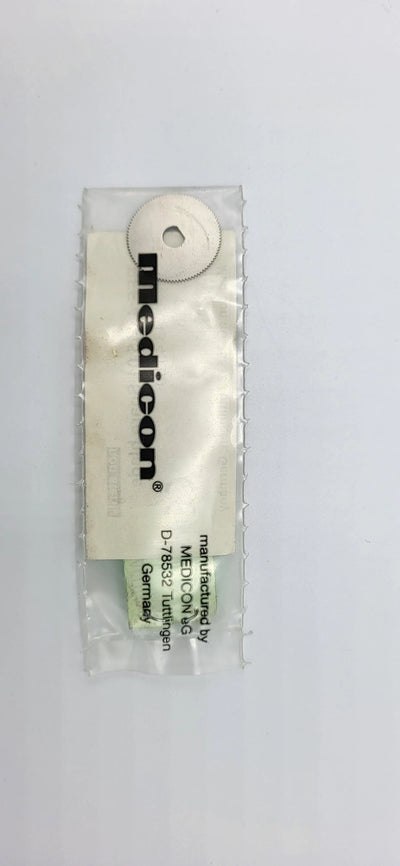 medicon®
manufactured by
MEDICON eG
D-78532 Tuttlingen
Germany